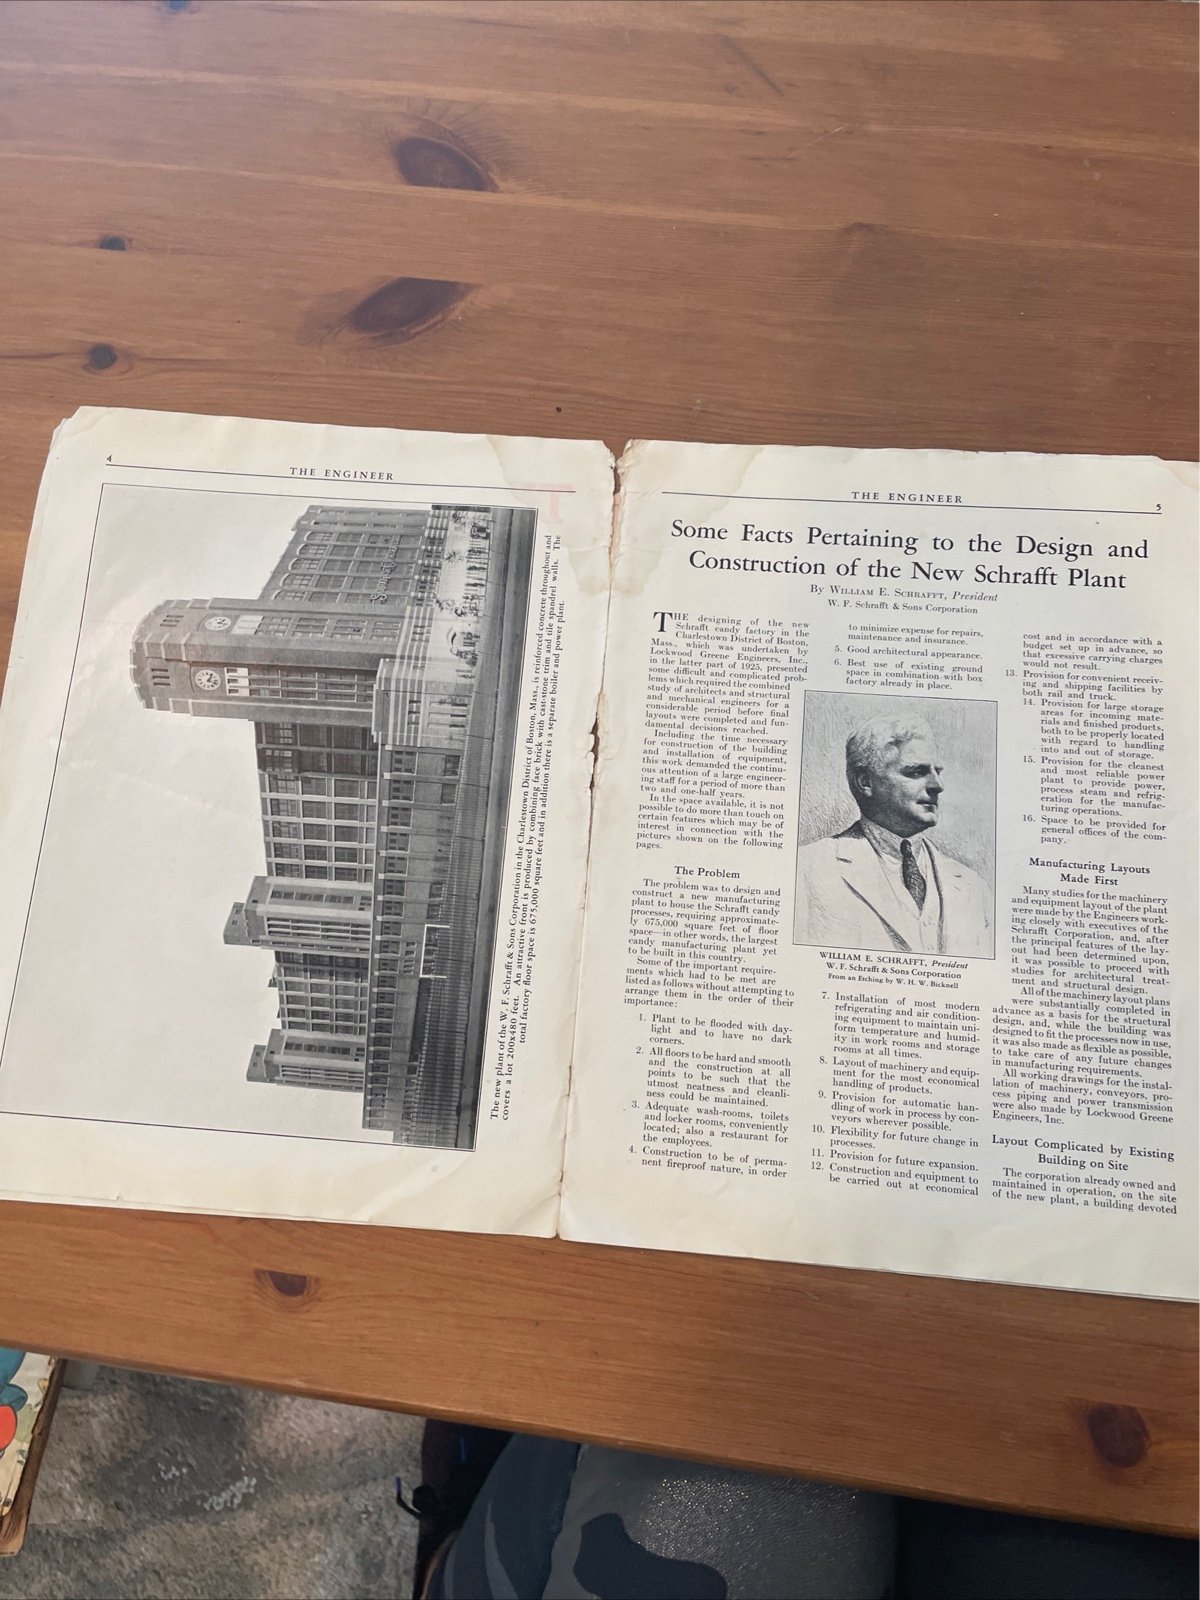 4
THE ENGINEER
The new plant of the W. F. Schrafft & Sons Corporation in the Charlestown District of Boston, Mass., is reinforced concrete throughout and
covers a lot 200x480 feet. An attractive front is produced by combining face brick with cast-stone trim and tile spandrel walls. The
total factory floor space is 675,000 square feet and in addition there is a separate boiler and power plant.
THE ENGINEER
5
Some Facts Pertaining to the Design and
Construction of the New Schrafft Plant
By WILLIAM E. SCHRAFFT, President
W. F. Schrafft & Sons Corporation
THE designing of the new
Schrafft candy factory in the
Charlestown District of Boston,
Mass., which was undertaken by
Lockwood Greene Engineers, Inc.,
in the latter part of 1925, presented
some difficult and complicated prob-
lems which required the combined
study of architects and structural
and mechanical engineers for a
considerable period before final
layouts were completed and fun-
damental decisions reached.
Including the time necessary
for construction of the building
and installation of equipment,
this work demanded the continu-
ous attention of a large engineer-
ing staff for a period of more than
two and one-half years.
In the space available, it is not
possible to do more than touch on
certain features which may be of
interest in connection with the
pictures shown on the following
pages.
The Problem
The problem was to design and
construct a new manufacturing
plant to house the Schrafft candy
processes, requiring approximate-
ly 675,000 square feet of floor
space—in other words, the largest
candy manufacturing plant yet
to be built in this country.
Some of the important require-
ments which had to be met are
listed as follows without attempting to
arrange them in the order of their
importance:
1. Plant to be flooded with day-
light and to have no dark
corners.
2. All floors to be hard and smooth
and the construction at all
points to be such that the
utmost neatness and cleanli-
ness could be maintained.
3. Adequate wash-rooms, toilets
and locker rooms, conveniently
located; also a restaurant for
the employees.
4. Construction to be of perma-
nent fireproof nature, in order
to minimize expense for repairs,
maintenance and insurance.
5. Good architectural appearance.
6. Best use of existing ground
space in combination with box
factory already in place.
WILLIAM E. SCHRAFFT, President
W. F. Schrafft & Sons Corporation
From an Etching by W. H. W. Bicknell
7. Installation of most modern
refrigerating and air condition-
ing equipment to maintain uni-
form temperature and humid-
ity in work rooms and storage
rooms at all times.
8. Layout of machinery and equip-
ment for the most economical
handling of products.
9. Provision for automatic han-
dling of work in process by con-
veyors wherever possible.
10. Flexibility for future change in
processes.
11. Provision for future expansion.
12. Construction and equipment to
be carried out at economical
cost and in accordance with a
budget set up in advance, so
that excessive carrying charges
would not result.
13. Provision for convenient receiv-
ing and shipping facilities by
both rail and truck.
14. Provision for large storage
areas for incoming mate-
rials and finished products,
both to be properly located
with regard to handling
into and out of storage.
15. Provision for the cleanest
and most reliable power
plant to provide power,
process steam and refrig-
eration for the manufac-
turing operations.
16. Space to be provided for
general offices of the com-
pany.
Manufacturing Layouts
Made First
Many studies for the machinery
and equipment layout of the plant
were made by the Engineers work-
ing closely with executives of the
Schrafft Corporation, and, after
the principal features of the lay-
out had been determined upon,
it was possible to proceed with
studies for architectural treat-
ment and structural design.
All of the machinery layout plans
were substantially completed in
advance as a basis for the structural
design, and, while the building was
designed to fit the processes now in use,
it was also made as flexible as possible,
to take care of any future changes
in manufacturing requirements.
All working drawings for the instal-
lation of machinery, conveyors, pro-
cess piping and power transmission
were also made by Lockwood Greene
Engineers, Inc.
Layout Complicated by Existing
Building on Site
The corporation already owned and
maintained in operation, on the site
of the new plant, a building devoted